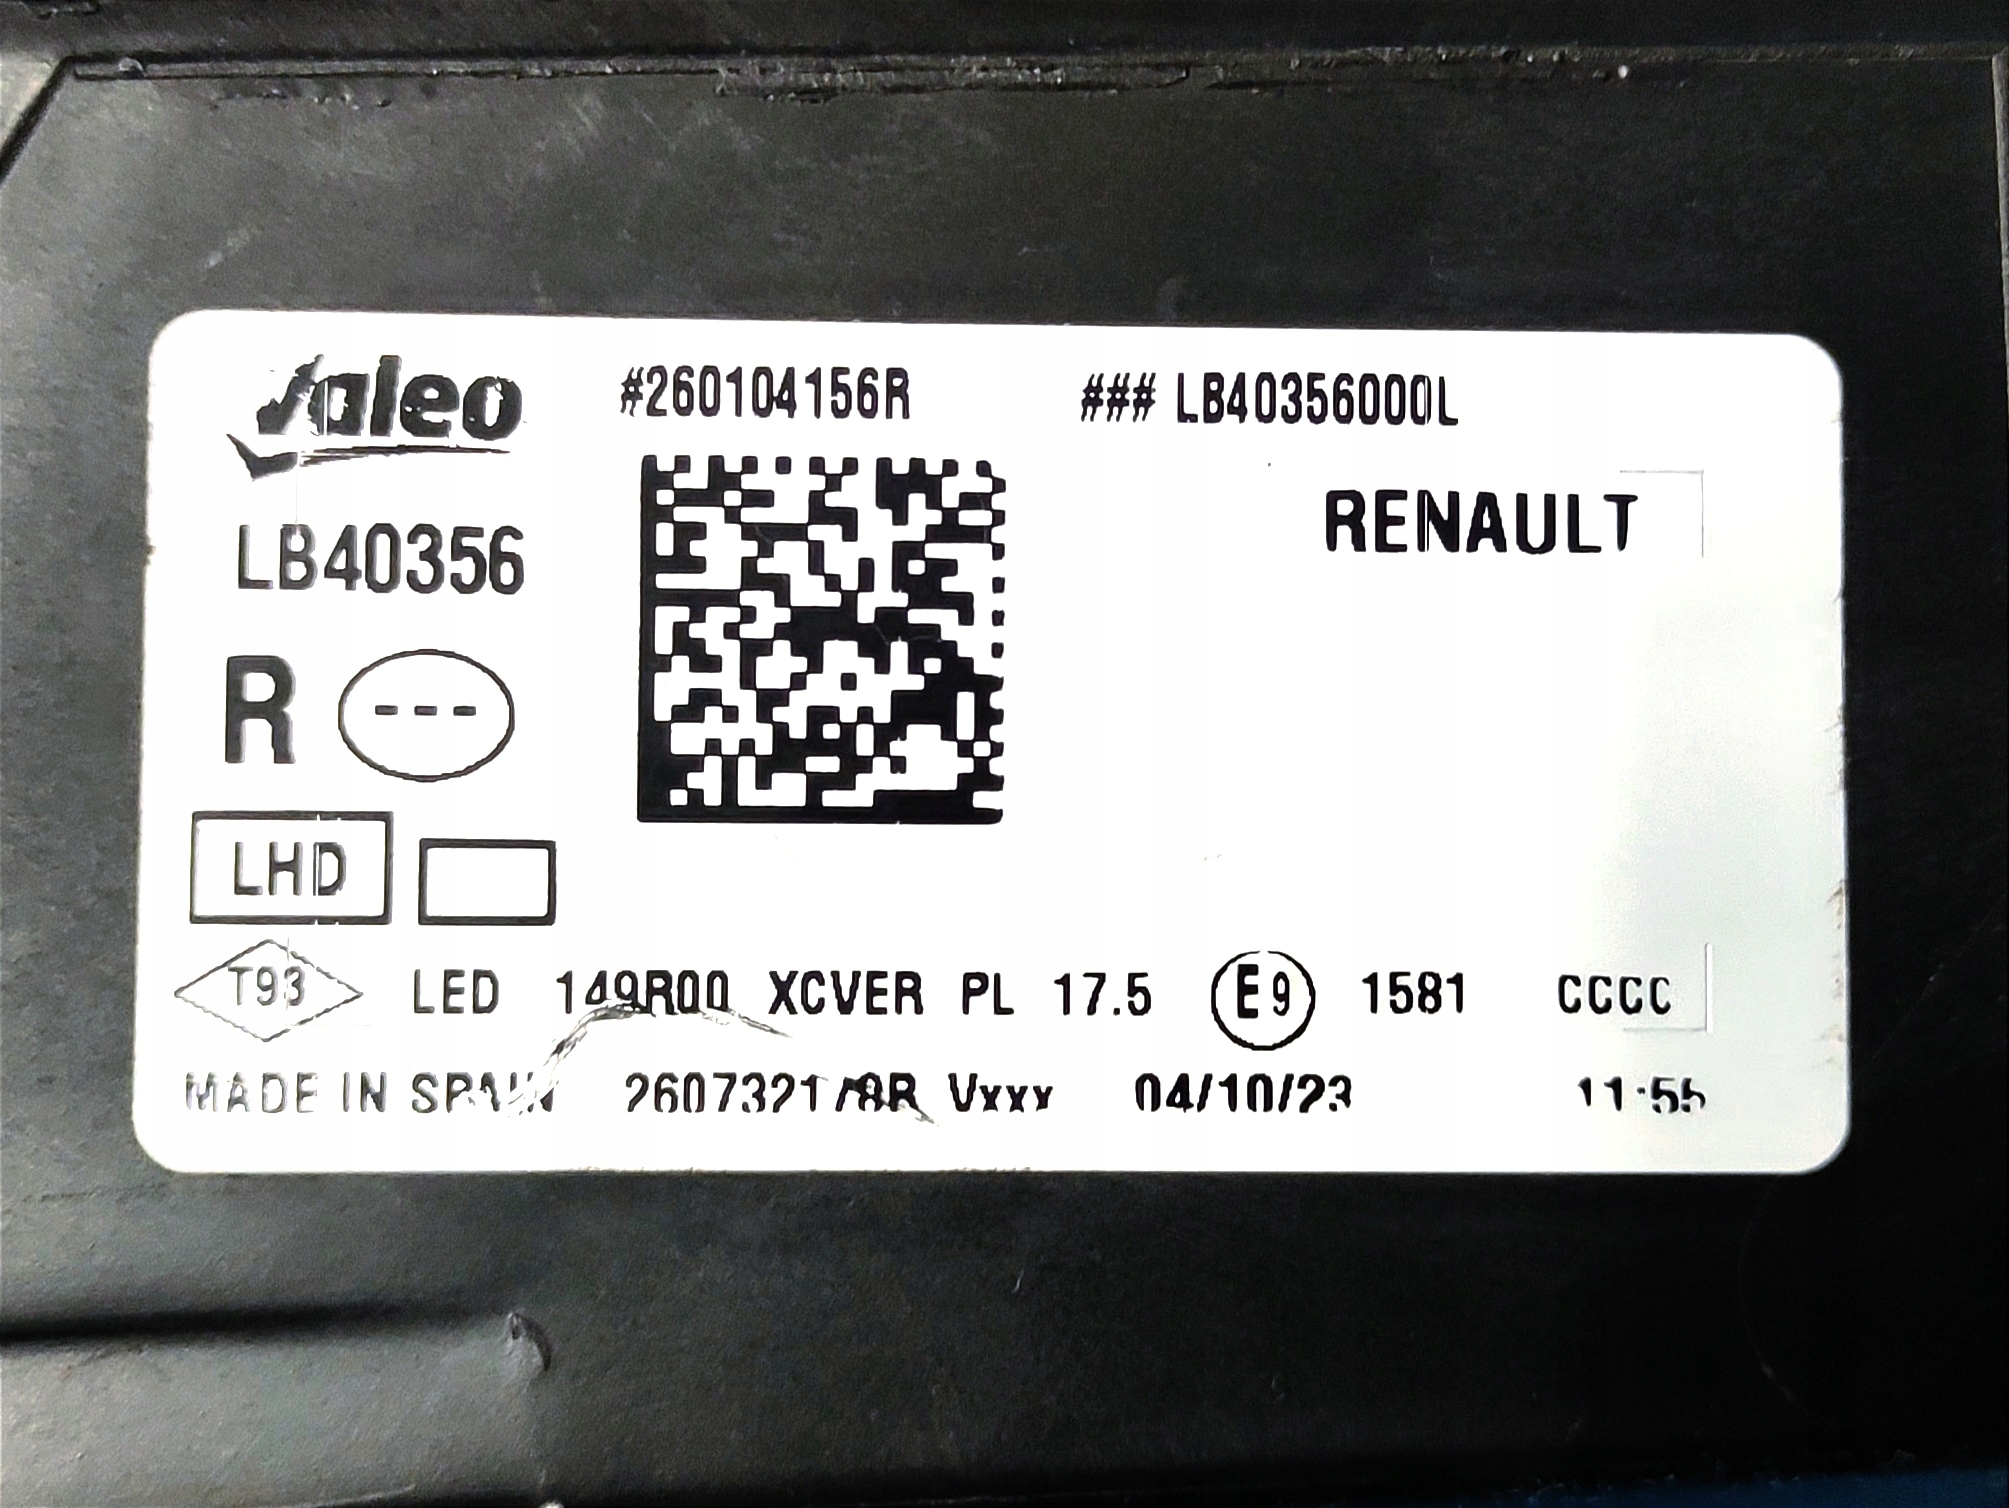 Valeo #260104156R ### LB40356000L
RENAULT
LB40356
R ---
LHD
T93 LED 149R00 XCVER PL 17.5 E9 1581 CCCC
MADE IN SPAIN Vxxx 04/10/23 11:55